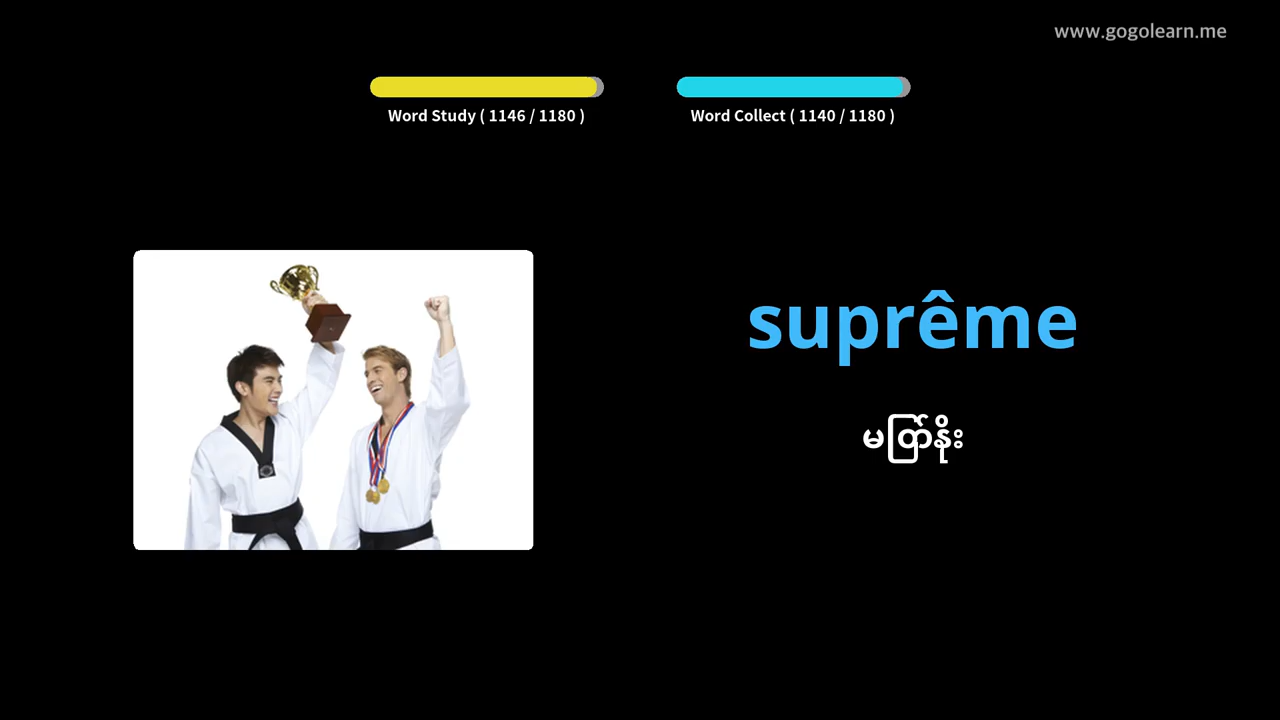 www.gogolearn.me
Word Study ( 1146 / 1180 )
Word Collect ( 1140 / 1180 )
suprême
မြတ်နိုး